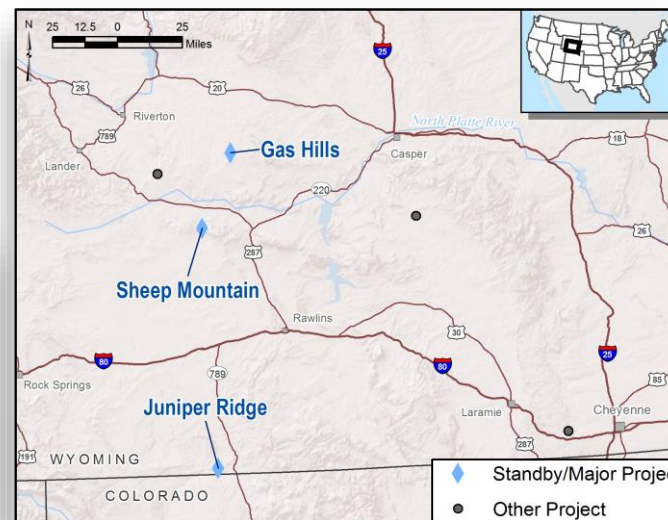 25 12.5 0 25
Miles
N
25
26
20
Riverton
789
Lander
Gas Hills
North Platte River
Casper
18
220
287
26
Sheep Mountain
Rawlins
30
80
Rock Springs
789
80
25
85
Juniper Ridge
Laramie
Cheyenne
287
191
WYOMING
COLORADO
Standby/Major Projec
Other Project